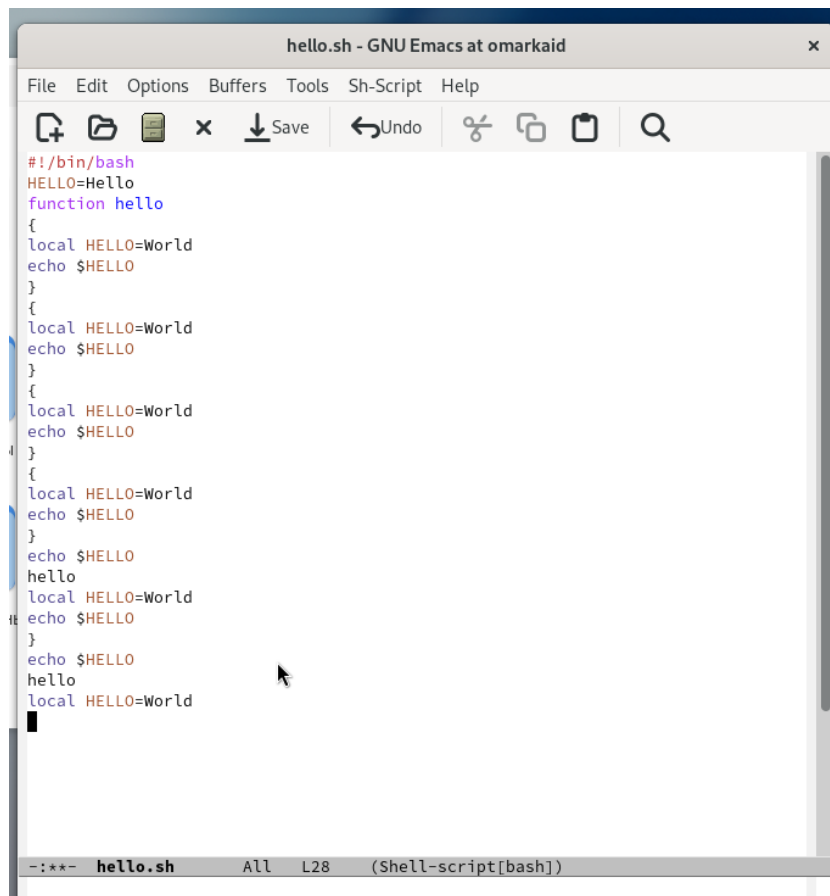 hello.sh - GNU Emacs at omarkaid
File Edit Options Buffers Tools Sh-Script Help
Save Undo
#!/bin/bash
HELLO=Hello
function hello
{
local HELLO=World
echo $HELLO
}
{
local HELLO=World
echo $HELLO
}
{
local HELLO=World
echo $HELLO
}
{
local HELLO=World
echo $HELLO
}
echo $HELLO
hello
local HELLO=World
echo $HELLO
}
echo $HELLO
hello
local HELLO=World
-:**- hello.sh All L28 (Shell-script[bash])